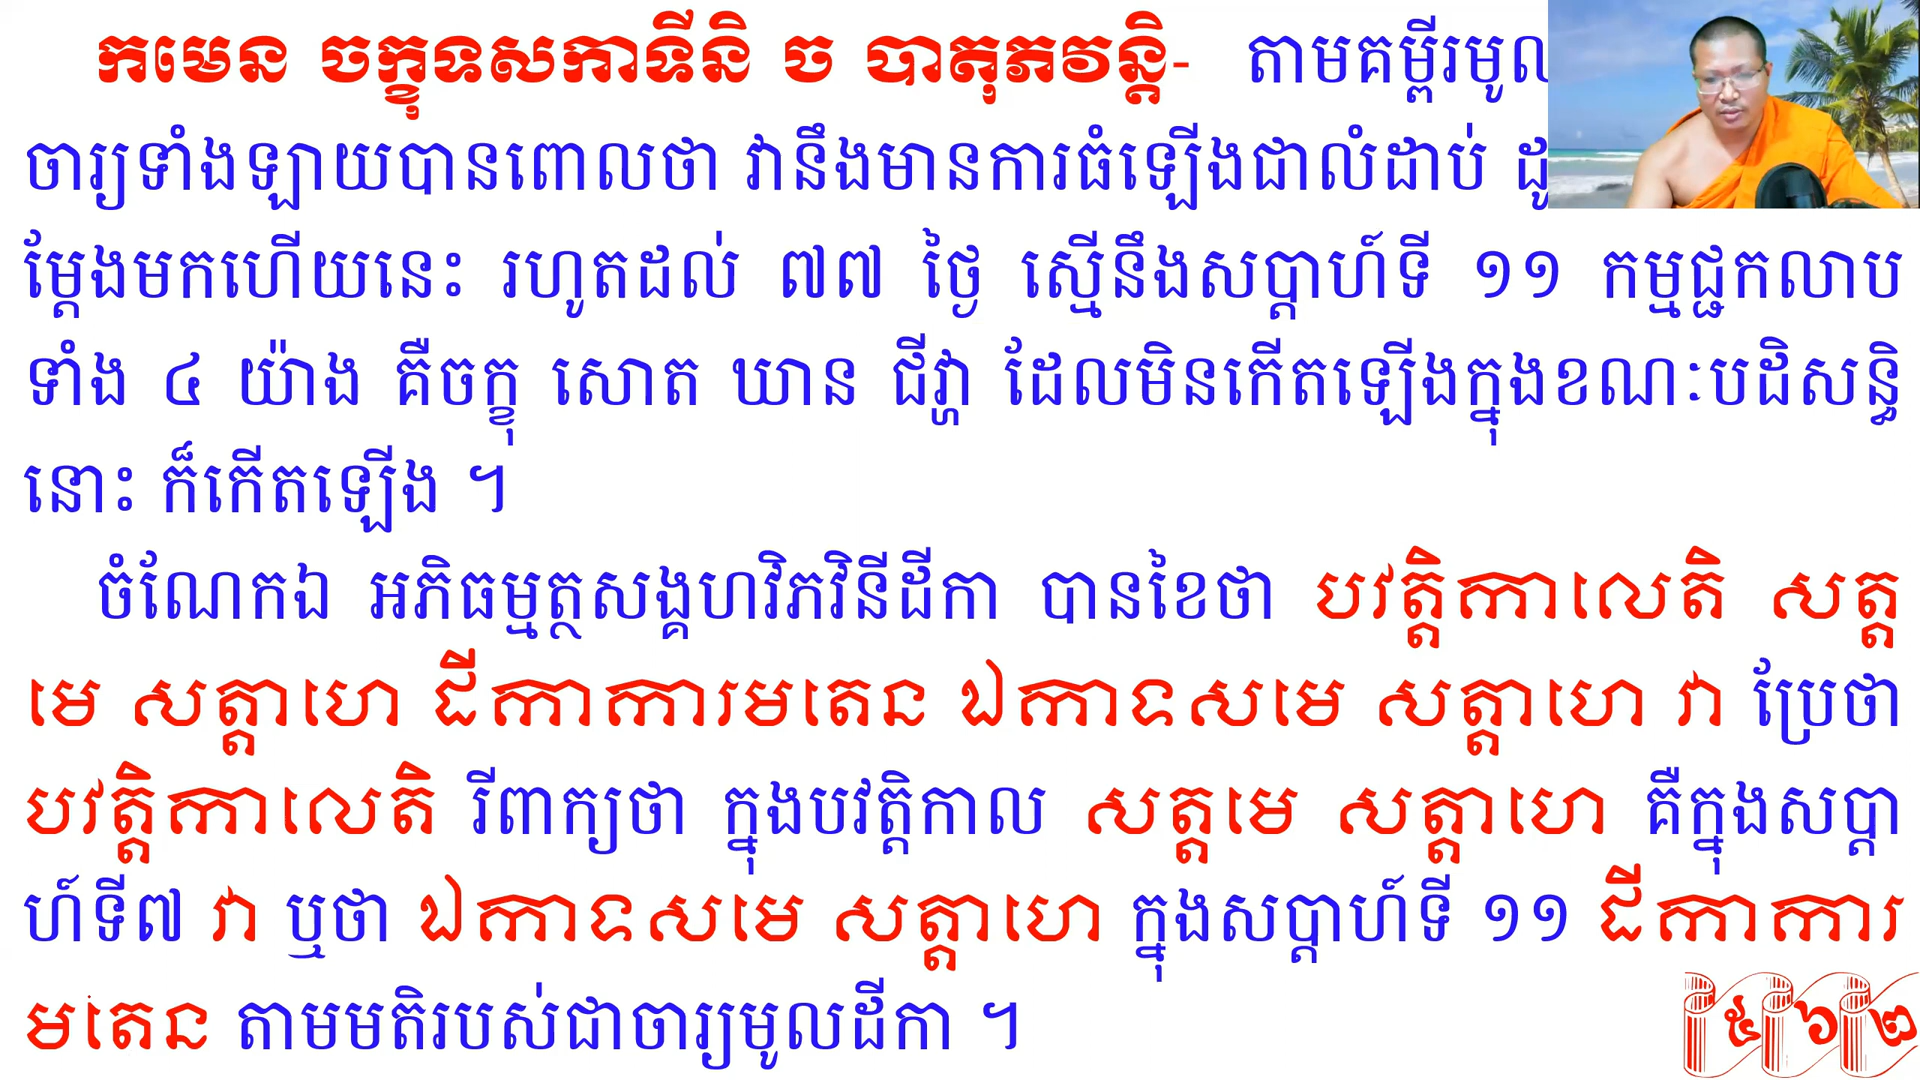 កមេន ចក្ខុទសកាទីនិ ច បាតុភវន្តិ- តាមគម្ពីរមូល
ចារ្យទាំងឡាយបានពោលថា វានឹងមានការធំឡើងជាលំដាប់ ដូ
ម្តែងមកហើយនេះ រហូតដល់ ៧៧ ថ្ងៃ ស្មើនឹងសប្តាហ៍ទី ១១ កម្មជ្ជកលាប
ទាំង ៤ យ៉ាង គឺចក្ខុ សោត ឃាន ជីវ្ហា ដែលមិនកើតឡើងក្នុងខណៈបដិសន្ធិ
នោះ ក៏កើតឡើង ។
ចំណែកឯ អភិធម្មត្ថសង្គហវិភវិនីដីកា បានខៃថា បវត្តិកាលេតិ សត្ត
មេ សត្តាហេ ដីកាការមតេន ឯកាទសមេ សត្តាហេ វា ប្រែថា
បវត្តិកាលេតិ រីពាក្យថា ក្នុងបវត្តិកាល សត្តមេ សត្តាហេ គឺក្នុងសប្តា
ហ៍ទី៧ វា ឬថា ឯកាទសមេ សត្តាហេ ក្នុងសប្តាហ៍ទី ១១ ដីកាការ
មតេន តាមមតិរបស់ជាចារ្យមូលដីកា ។
៥៦២